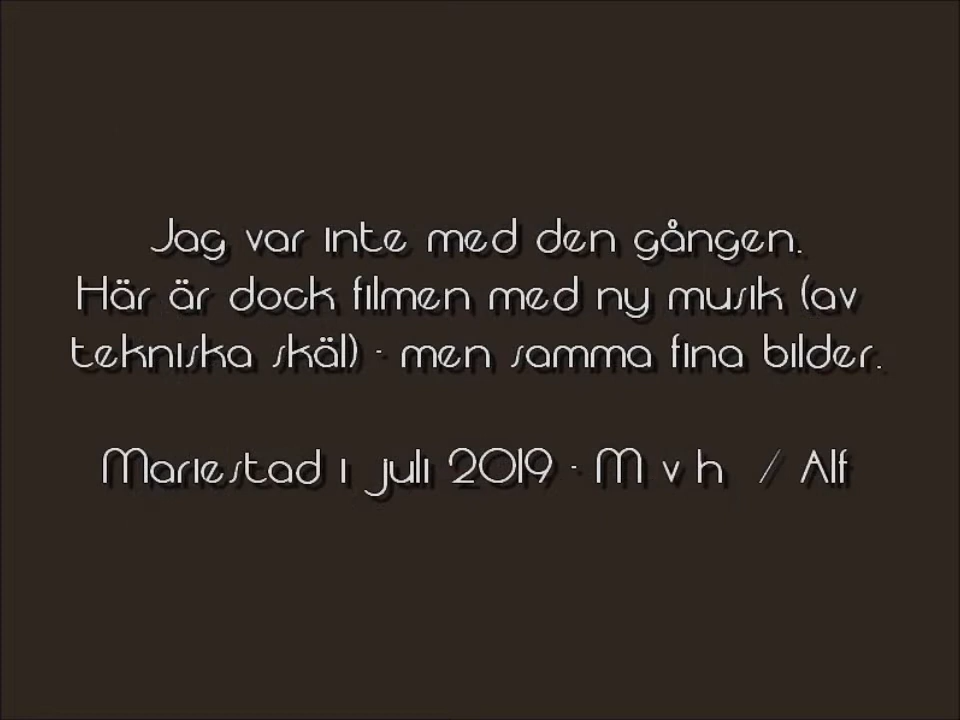 Jag var inte med den gången.
Här är dock filmen med ny musik (av
tekniska skäl) - men samma fina bilder.
Mariestad i juli 2019 - M v h / Alf